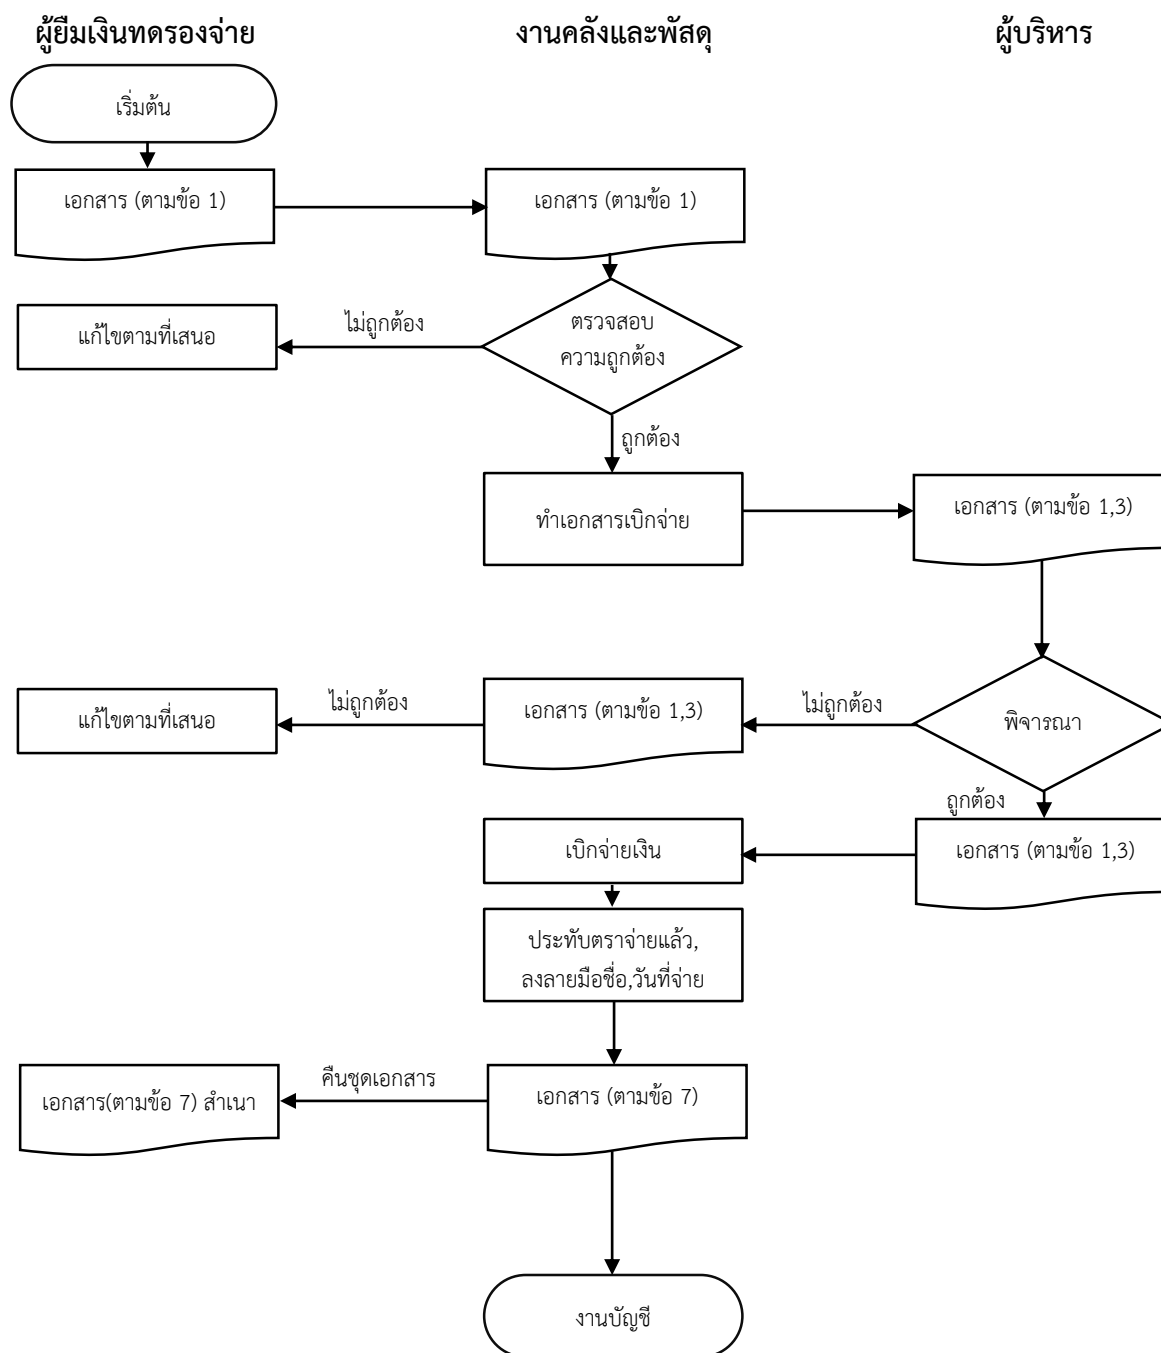 ผู้ยืมเงินทดรองจ่าย
งานคลังและพัสดุ
ผู้บริหาร
เริ่มต้น
เอกสาร (ตามข้อ 1)
เอกสาร (ตามข้อ 1)
แก้ไขตามที่เสนอ
ไม่ถูกต้อง
ตรวจสอบ
ความถูกต้อง
ถูกต้อง
ทำเอกสารเบิกจ่าย
เอกสาร (ตามข้อ 1,3)
แก้ไขตามที่เสนอ
ไม่ถูกต้อง
เอกสาร (ตามข้อ 1,3)
ไม่ถูกต้อง
พิจารณา
ถูกต้อง
เบิกจ่ายเงิน
เอกสาร (ตามข้อ 1,3)
ประทับตราจ่ายแล้ว,
ลงลายมือชื่อ,วันที่จ่าย
คืนชุดเอกสาร
เอกสาร(ตามข้อ 7) สำเนา
เอกสาร (ตามข้อ 7)
งานบัญชี